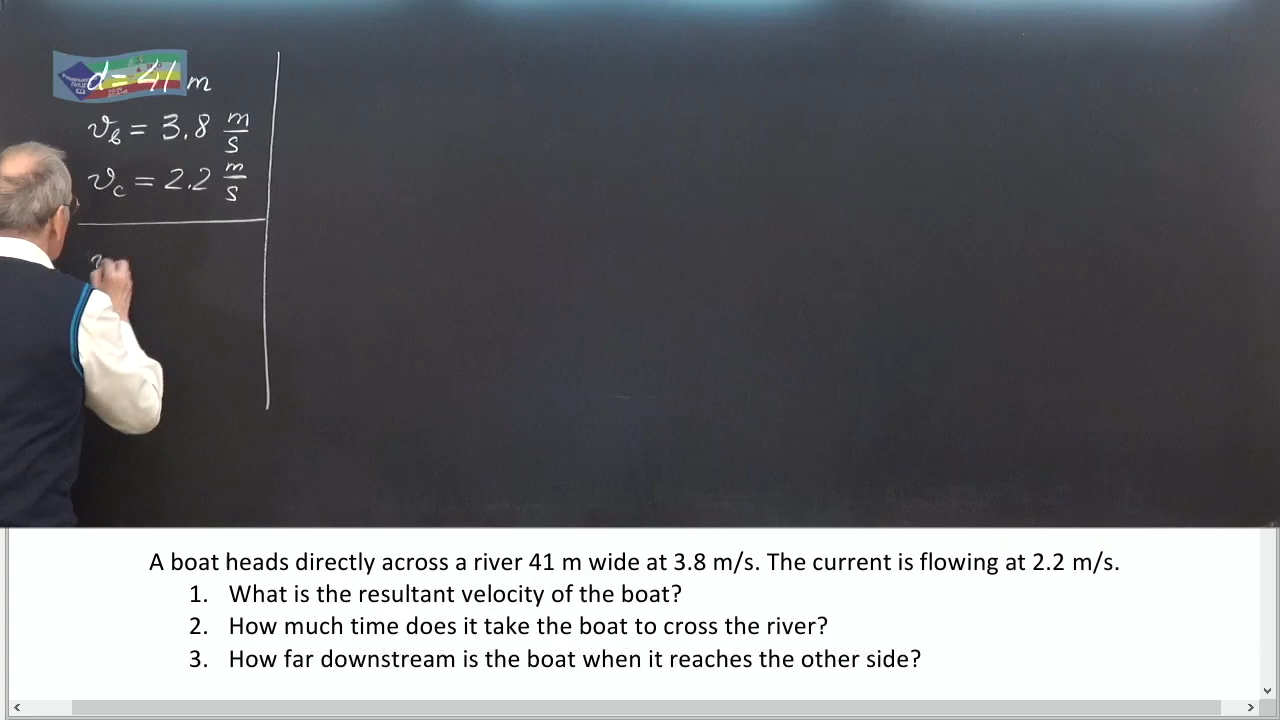 d = 41 m
v_b = 3.8 m/s
v_c = 2.2 m/s
v
A boat heads directly across a river 41 m wide at 3.8 m/s. The current is flowing at 2.2 m/s.
1. What is the resultant velocity of the boat?
2. How much time does it take the boat to cross the river?
3. How far downstream is the boat when it reaches the other side?